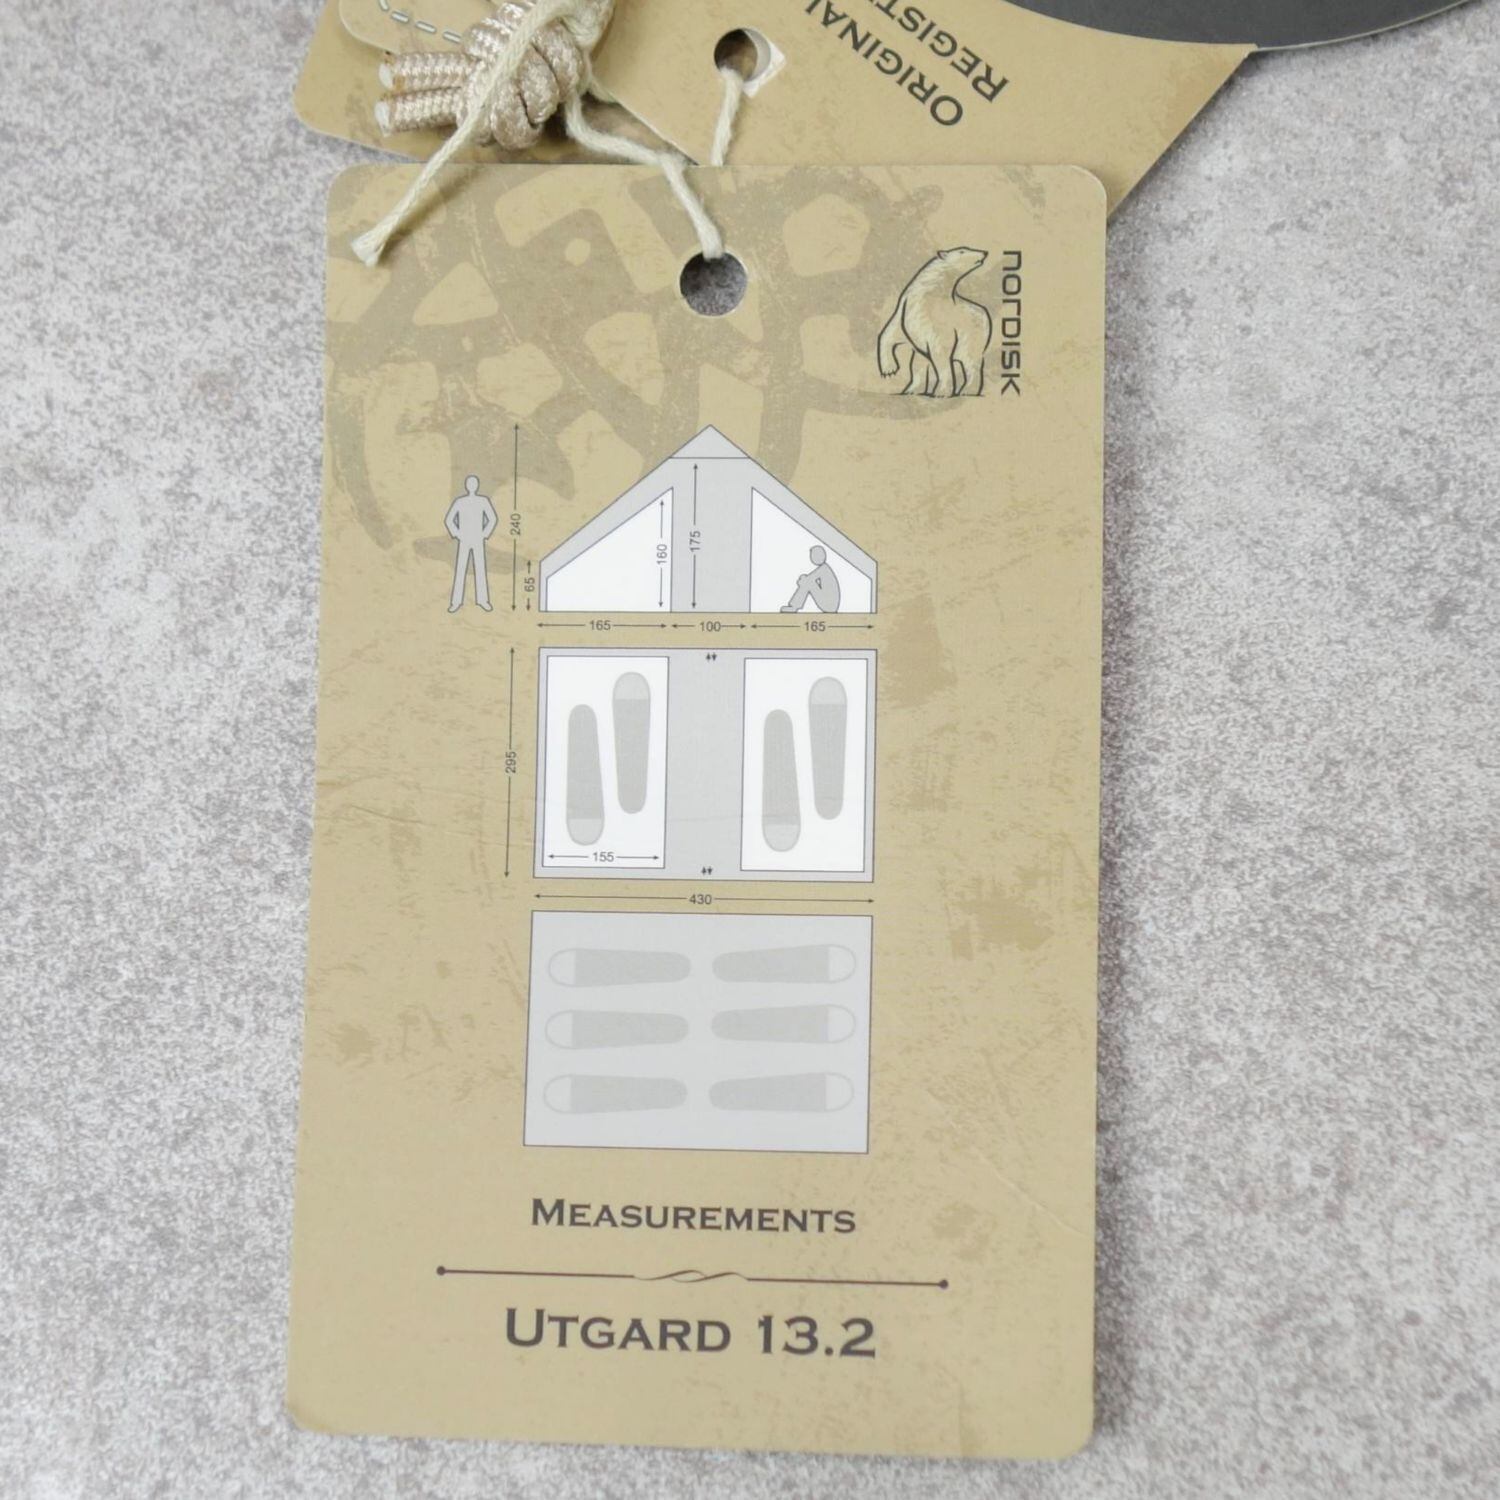 ORIGINAL
REGIST
NORDISK
240
65
160
175
165
100
165
295
155
430
MEASUREMENTS
UTGARD 13.2